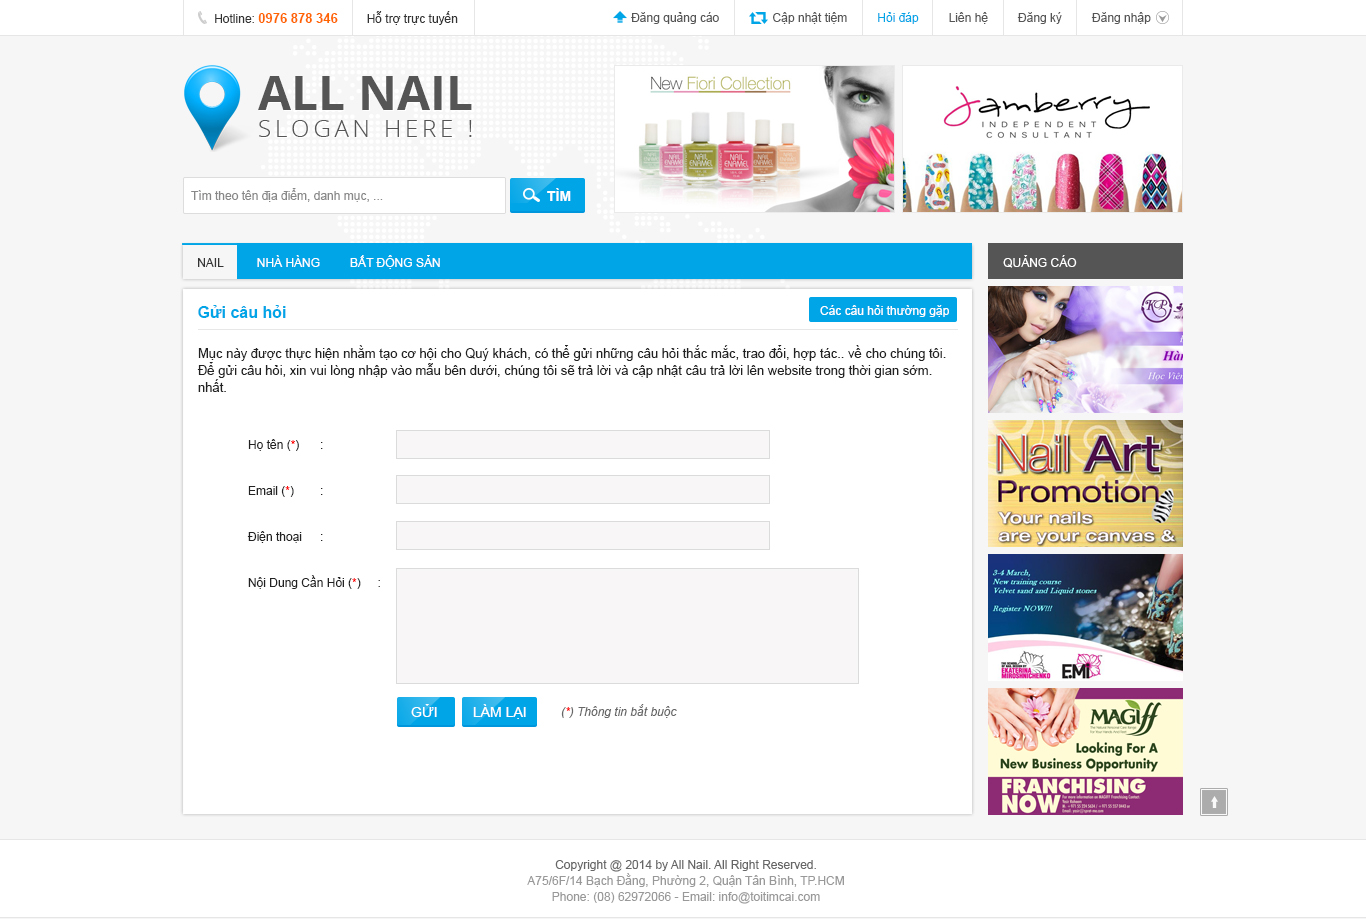 Hotline: 0976 878 346
Hỗ trợ trực tuyến
Đăng quảng cáo
Cập nhật tiệm
Hỏi đáp
Liên hệ
Đăng ký
Đăng nhập
ALL NAIL
SLOGAN HERE !
Tìm theo tên địa điểm, danh mục, ...
TÌM
New Fiori Collection
NAIL ENAMEL
NAIL ENAMEL
NAIL ENAMEL
jamberry
INDEPENDENT
CONSULTANT
NAIL
NHÀ HÀNG
BẤT ĐỘNG SẢN
QUẢNG CÁO
Gửi câu hỏi
Các câu hỏi thường gặp
Mục này được thực hiện nhằm tạo cơ hội cho Quý khách, có thể gửi những câu hỏi thắc mắc, trao đổi, hợp tác.. về cho chúng tôi.
Để gửi câu hỏi, xin vui lòng nhập vào mẫu bên dưới, chúng tôi sẽ trả lời và cập nhật câu trả lời lên website trong thời gian sớm.
nhất.
Họ tên (*) :
Email (*) :
Điện thoại :
Nội Dung Cần Hỏi (*) :
GỬI
LÀM LẠI
(*) Thông tin bắt buộc
KP
Hàn
Học Viên
Nail Art
Promotion
Your nails
are your canvas &
3-4 March,
New training course
Velvet sand and Liquid stones
Register NOW!!!
EKATERINA
MIROSHNICHENKO
E.MI
MAGIff
Looking For A
New Business Opportunity
FRANCHISING
NOW
Copyright @ 2014 by All Nail. All Right Reserved.
A75/6F/14 Bạch Đằng, Phường 2, Quận Tân Bình, TP.HCM
Phone: (08) 62972066 - Email: info@toitimcai.com